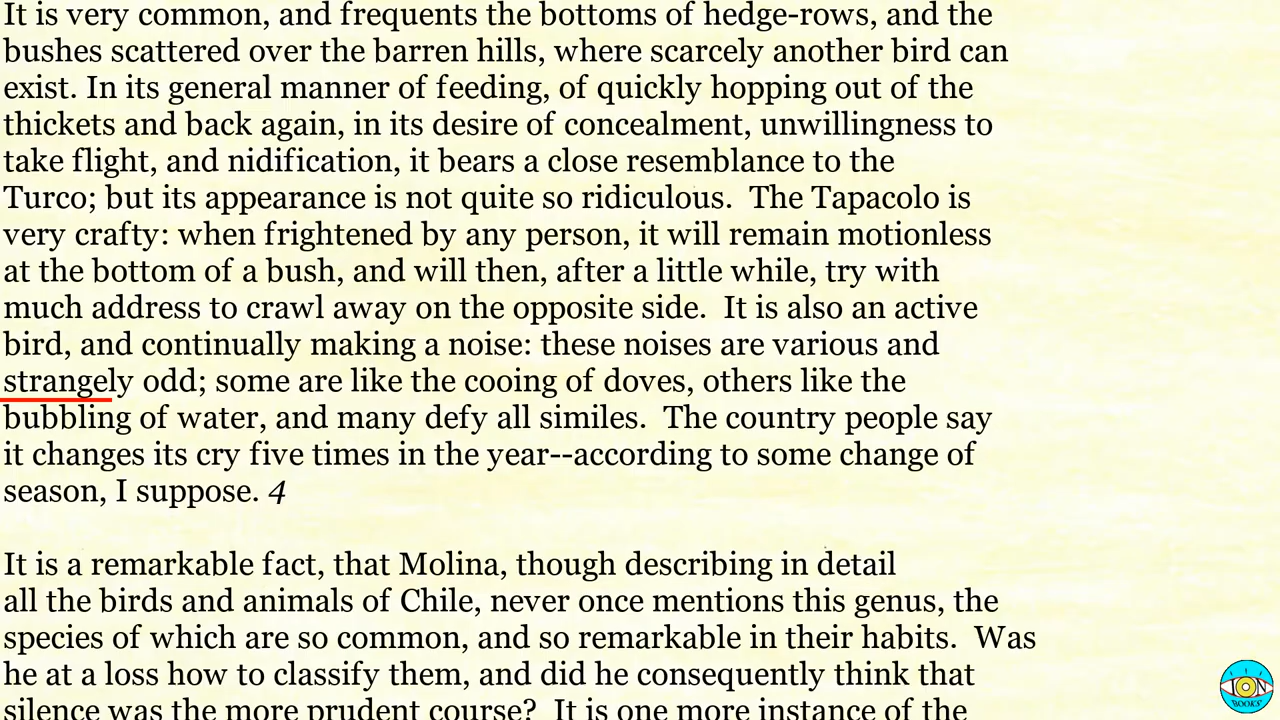 It is very common, and frequents the bottoms of hedge-rows, and the
bushes scattered over the barren hills, where scarcely another bird can
exist. In its general manner of feeding, of quickly hopping out of the
thickets and back again, in its desire of concealment, unwillingness to
take flight, and nidification, it bears a close resemblance to the
Turco; but its appearance is not quite so ridiculous.  The Tapacolo is
very crafty: when frightened by any person, it will remain motionless
at the bottom of a bush, and will then, after a little while, try with
much address to crawl away on the opposite side.  It is also an active
bird, and continually making a noise: these noises are various and
strangely odd; some are like the cooing of doves, others like the
bubbling of water, and many defy all similes.  The country people say
it changes its cry five times in the year--according to some change of
season, I suppose. 4

It is a remarkable fact, that Molina, though describing in detail
all the birds and animals of Chile, never once mentions this genus, the
species of which are so common, and so remarkable in their habits.  Was
he at a loss how to classify them, and did he consequently think that
silence was the more prudent course?  It is one more instance of the
ION
BOOKS